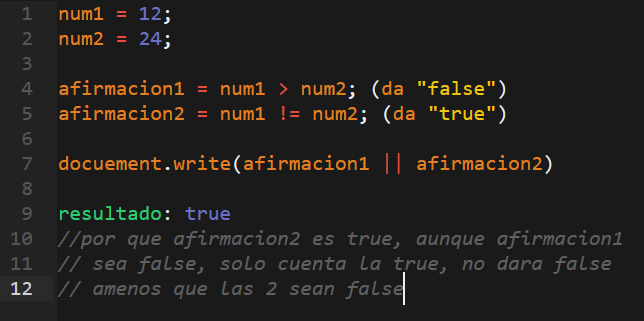 1 num1 = 12;
2 num2 = 24;
3
4 afirmacion1 = num1 > num2; (da "false")
5 afirmacion2 = num1 != num2; (da "true")
6
7 docuement.write(afirmacion1 || afirmacion2)
8
9 resultado: true
10 //por que afirmacion2 es true, aunque afirmacion1
11 // sea false, solo cuenta la true, no dara false
12 // amenos que las 2 sean false